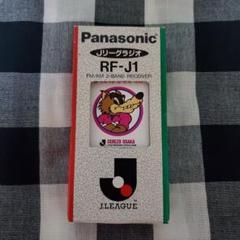 Panasonic
Jリーグラジオ
RF-J1
FM/AM 2-BAND RECEIVER
CEREZO OSAKA
J.LEAGUE